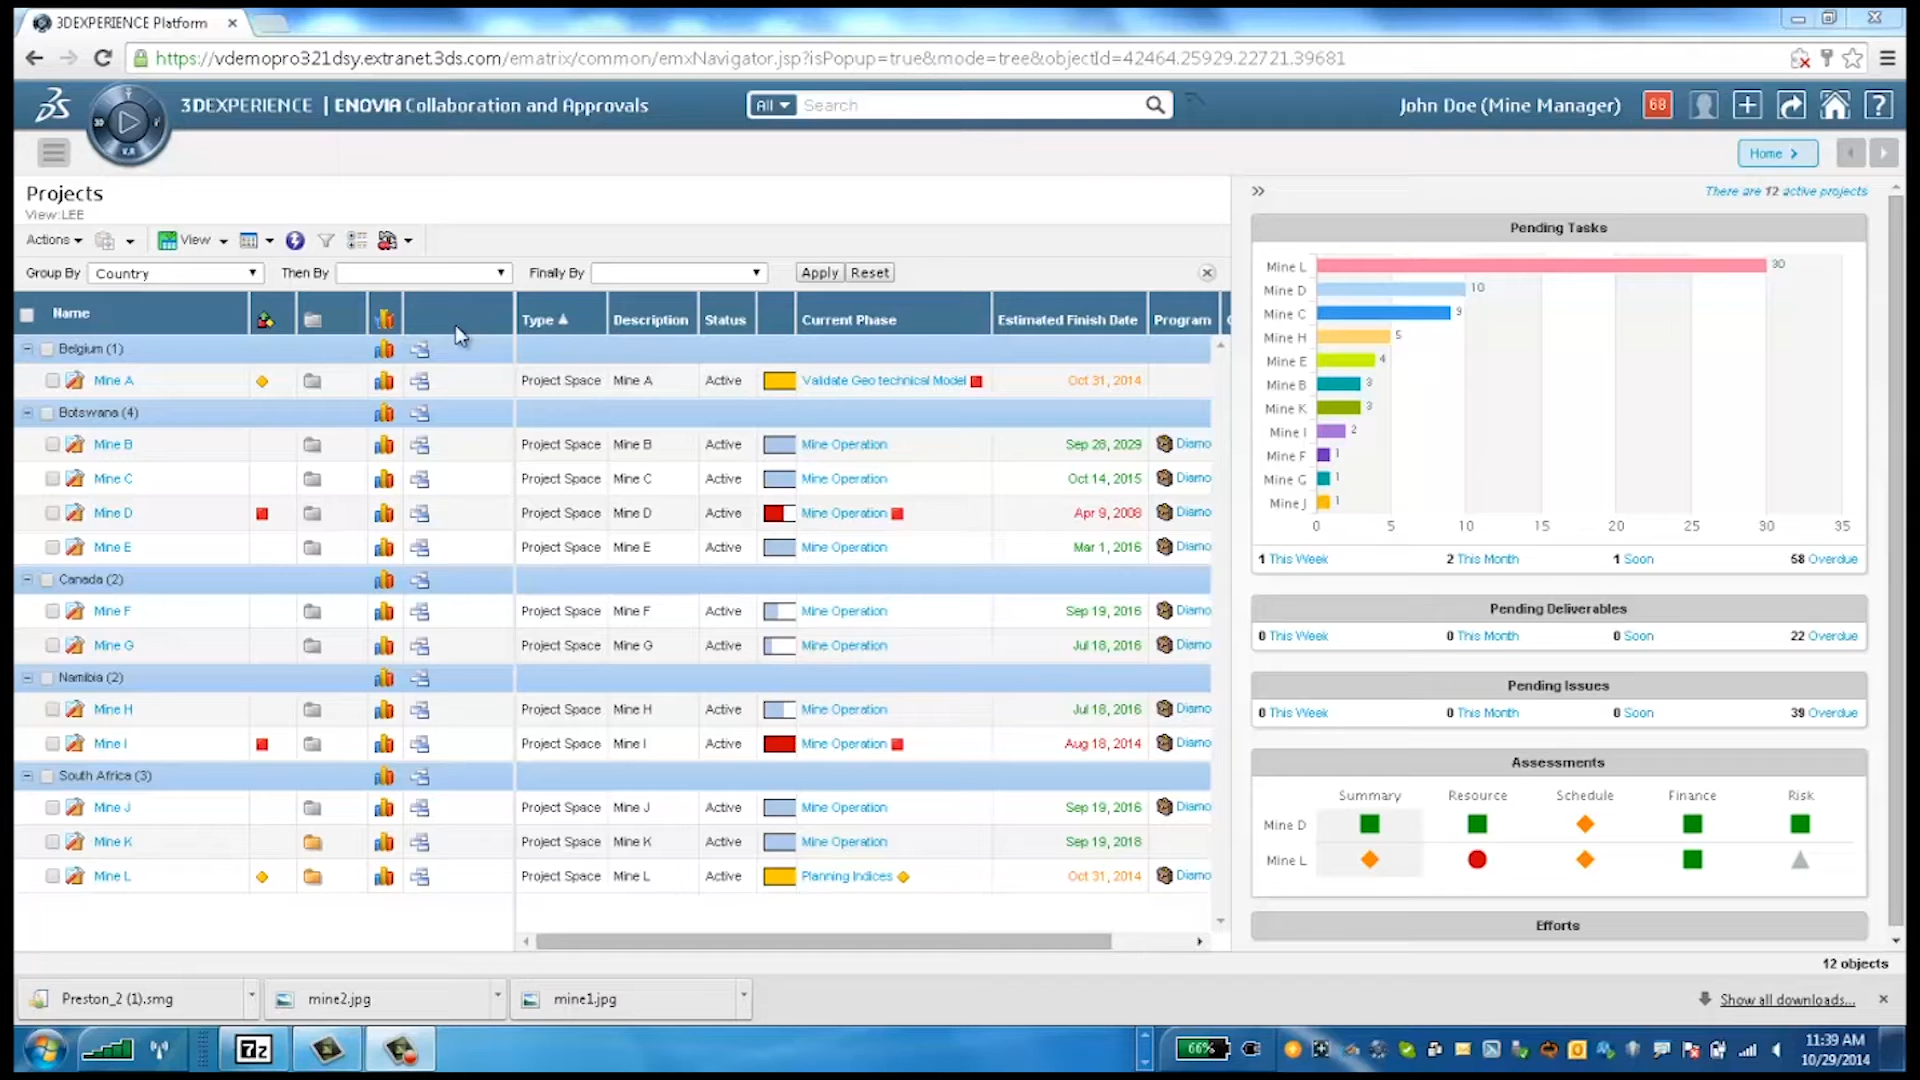 3DEXPERIENCE Platform
https://vdemopro321dsy.extranet.3ds.com/ematrix/common/emxNavigator.jsp?isPopup=true&mode=tree&objectId=42464.25929.22721.39681
3DEXPERIENCE | ENOVIA Collaboration and Approvals
All Search
John Doe (Mine Manager) 68
Home
Projects
View:LEE
There are 12 active projects
Actions View
Group By Country Then By Finally By Apply Reset
Name Type Description Status Current Phase Estimated Finish Date Program
Belgium (1)
Mine A Project Space Mine A Active Validate Geo technical Model Oct 31, 2014
Botswana (4)
Mine B Project Space Mine B Active Mine Operation Sep 28, 2029 Diamo
Mine C Project Space Mine C Active Mine Operation Oct 14, 2015 Diamo
Mine D Project Space Mine D Active Mine Operation Apr 9, 2008 Diamo
Mine E Project Space Mine E Active Mine Operation Mar 1, 2016 Diamo
Canada (2)
Mine F Project Space Mine F Active Mine Operation Sep 19, 2016 Diamo
Mine G Project Space Mine G Active Mine Operation Jul 18, 2016 Diamo
Namibia (2)
Mine H Project Space Mine H Active Mine Operation Jul 18, 2016 Diamo
Mine I Project Space Mine I Active Mine Operation Aug 18, 2014 Diamo
South Africa (3)
Mine J Project Space Mine J Active Mine Operation Sep 19, 2016 Diamo
Mine K Project Space Mine K Active Mine Operation Sep 19, 2018
Mine L Project Space Mine L Active Planning Indices Oct 31, 2014 Diamo
Pending Tasks
Mine L 30
Mine D 10
Mine C 9
Mine H 5
Mine E 4
Mine B 3
Mine K 3
Mine I 2
Mine F 1
Mine G 1
Mine J 1
0 5 10 15 20 25 30 35
1 This Week 2 This Month 1 Soon 58 Overdue
Pending Deliverables
0 This Week 0 This Month 0 Soon 22 Overdue
Pending Issues
0 This Week 0 This Month 0 Soon 39 Overdue
Assessments
Summary Resource Schedule Finance Risk
Mine D
Mine L
Efforts
12 objects
Preston_2 (1).smg mine2.jpg mine1.jpg Show all downloads...
7z 66% 11:39 AM
10/29/2014